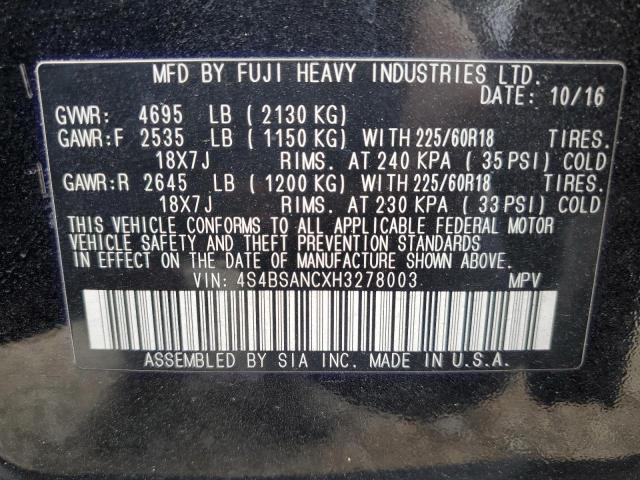 MFD BY FUJI HEAVY INDUSTRIES LTD.
DATE: 10/16
GVWR: 4695 LB ( 2130 KG)
GAWR:F 2535 LB ( 1150 KG) WITH 225/60R18 TIRES.
18X7J RIMS. AT 240 KPA ( 35 PSI) COLD
GAWR:R 2645 LB ( 1200 KG) WITH 225/60R18 TIRES.
18X7J RIMS. AT 230 KPA ( 33 PSI) COLD
THIS VEHICLE CONFORMS TO ALL APPLICABLE FEDERAL MOTOR
VEHICLE SAFETY AND THEFT PREVENTION STANDARDS
IN EFFECT ON THE DATE OF MANUFACTURE SHOWN ABOVE.
VIN: 4S4BSANCXH3278003 MPV
ASSEMBLED BY SIA INC. MADE IN U.S.A.